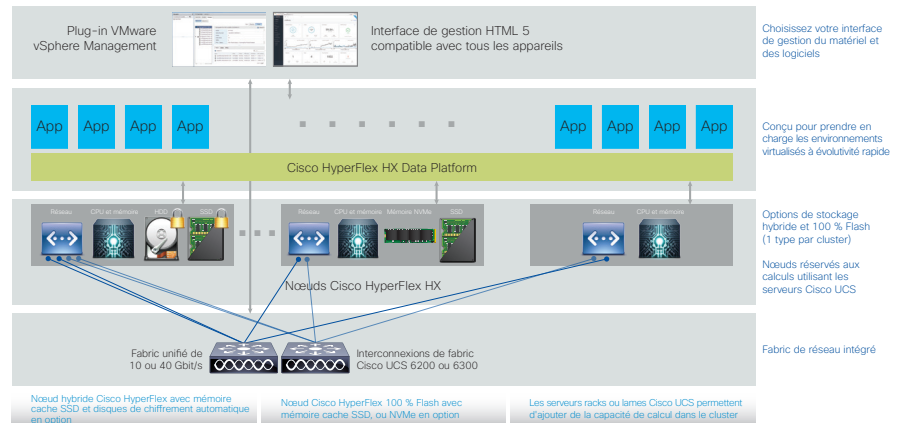 Plug-in VMware
vSphere Management
Interface de gestion HTML 5
compatible avec tous les appareils
Choisissez votre interface
de gestion du matériel et
des logiciels
App App App App App App App App
Conçu pour prendre en
charge les environnements
virtualisés à évolutivité rapide
Cisco HyperFlex HX Data Platform
Réseau CPU et mémoire HDD SSD
Réseau CPU et mémoire Mémoire NVMe SSD
Réseau CPU et mémoire
Options de stockage
hybride et 100 % Flash
(1 type par cluster)
Nœuds réservés aux
calculs utilisant les
serveurs Cisco UCS
Nœuds Cisco HyperFlex HX
Fabric unifié de
10 ou 40 Gbit/s
Interconnexions de fabric
Cisco UCS 6200 ou 6300
Fabric de réseau intégré
Nœud hybride Cisco HyperFlex avec mémoire
cache SSD et disques de chiffrement automatique
en option
Nœud Cisco HyperFlex 100 % Flash avec
mémoire cache SSD, ou NVMe en option
Les serveurs racks ou lames Cisco UCS permettent
d'ajouter de la capacité de calcul dans le cluster